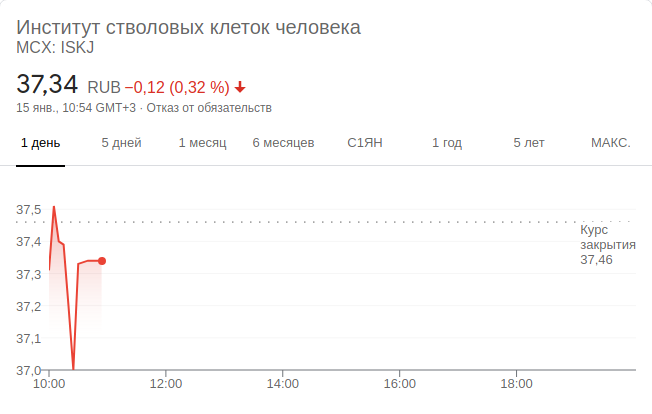 Институт стволовых клеток человека
MCX: ISKJ
37,34 RUB −0,12 (0,32 %)
15 янв., 10:54 GMT+3 · Отказ от обязательств
1 день 5 дней 1 месяц 6 месяцев С1ЯН 1 год 5 лет МАКС.
37,5
Курс
37,4
закрытия
37,46
37,3
37,2
37,1
37,0
10:00 12:00 14:00 16:00 18:00